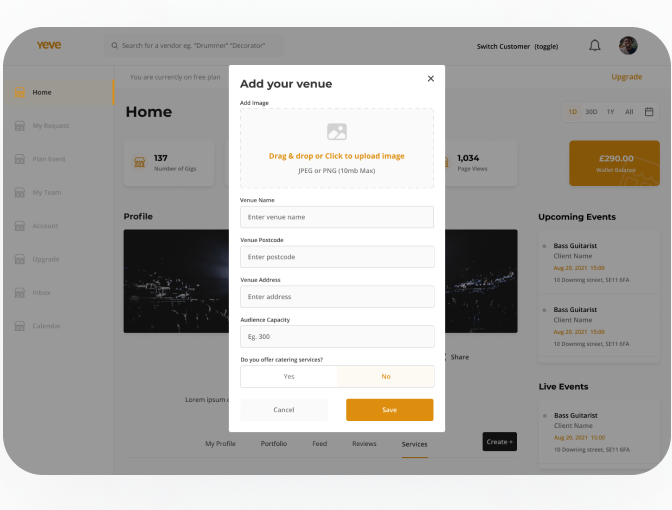 yeve
Search for a vendor eg. "Drummer" "Decorator"
Switch Customer (toggle)
You are currently on free plan
Upgrade
Home
My Request
Plan Event
My Team
Account
Upgrade
Inbox
Calendar
Home
1D 30D 1Y All
137
Number of Gigs
1,034
Page Views
£290.00
Wallet Balance
Profile
Share
Lorem ipsum
My Profile Portfolio Feed Reviews Services
Create +
Add your venue
Add Image
Drag & drop or Click to upload image
JPEG or PNG (10mb Max)
Venue Name
Enter venue name
Venue Postcode
Enter postcode
Venue Address
Enter address
Audience Capacity
Eg. 300
Do you offer catering services?
Yes No
Cancel Save
Upcoming Events
Bass Guitarist
Client Name
Aug 20, 2021 15:00
10 Downing street, SE11 6FA
Bass Guitarist
Client Name
Aug 20, 2021 15:00
10 Downing street, SE11 6FA
Live Events
Bass Guitarist
Client Name
Aug 20, 2021 15:00
10 Downing street, SE11 6FA